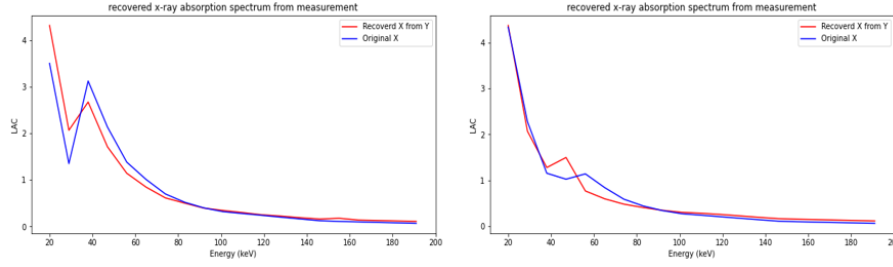 recovered x-ray absorption spectrum from measurement
Recoverd X from Y
Original X
4
3
2
1
0
LAC
20 40 60 80 100 120 140 160 180 200
Energy (keV)
recovered x-ray absorption spectrum from measurement
Recoverd X from Y
Original X
4
3
2
1
0
LAC
20 40 60 80 100 120 140 160 180 200
Energy (keV)